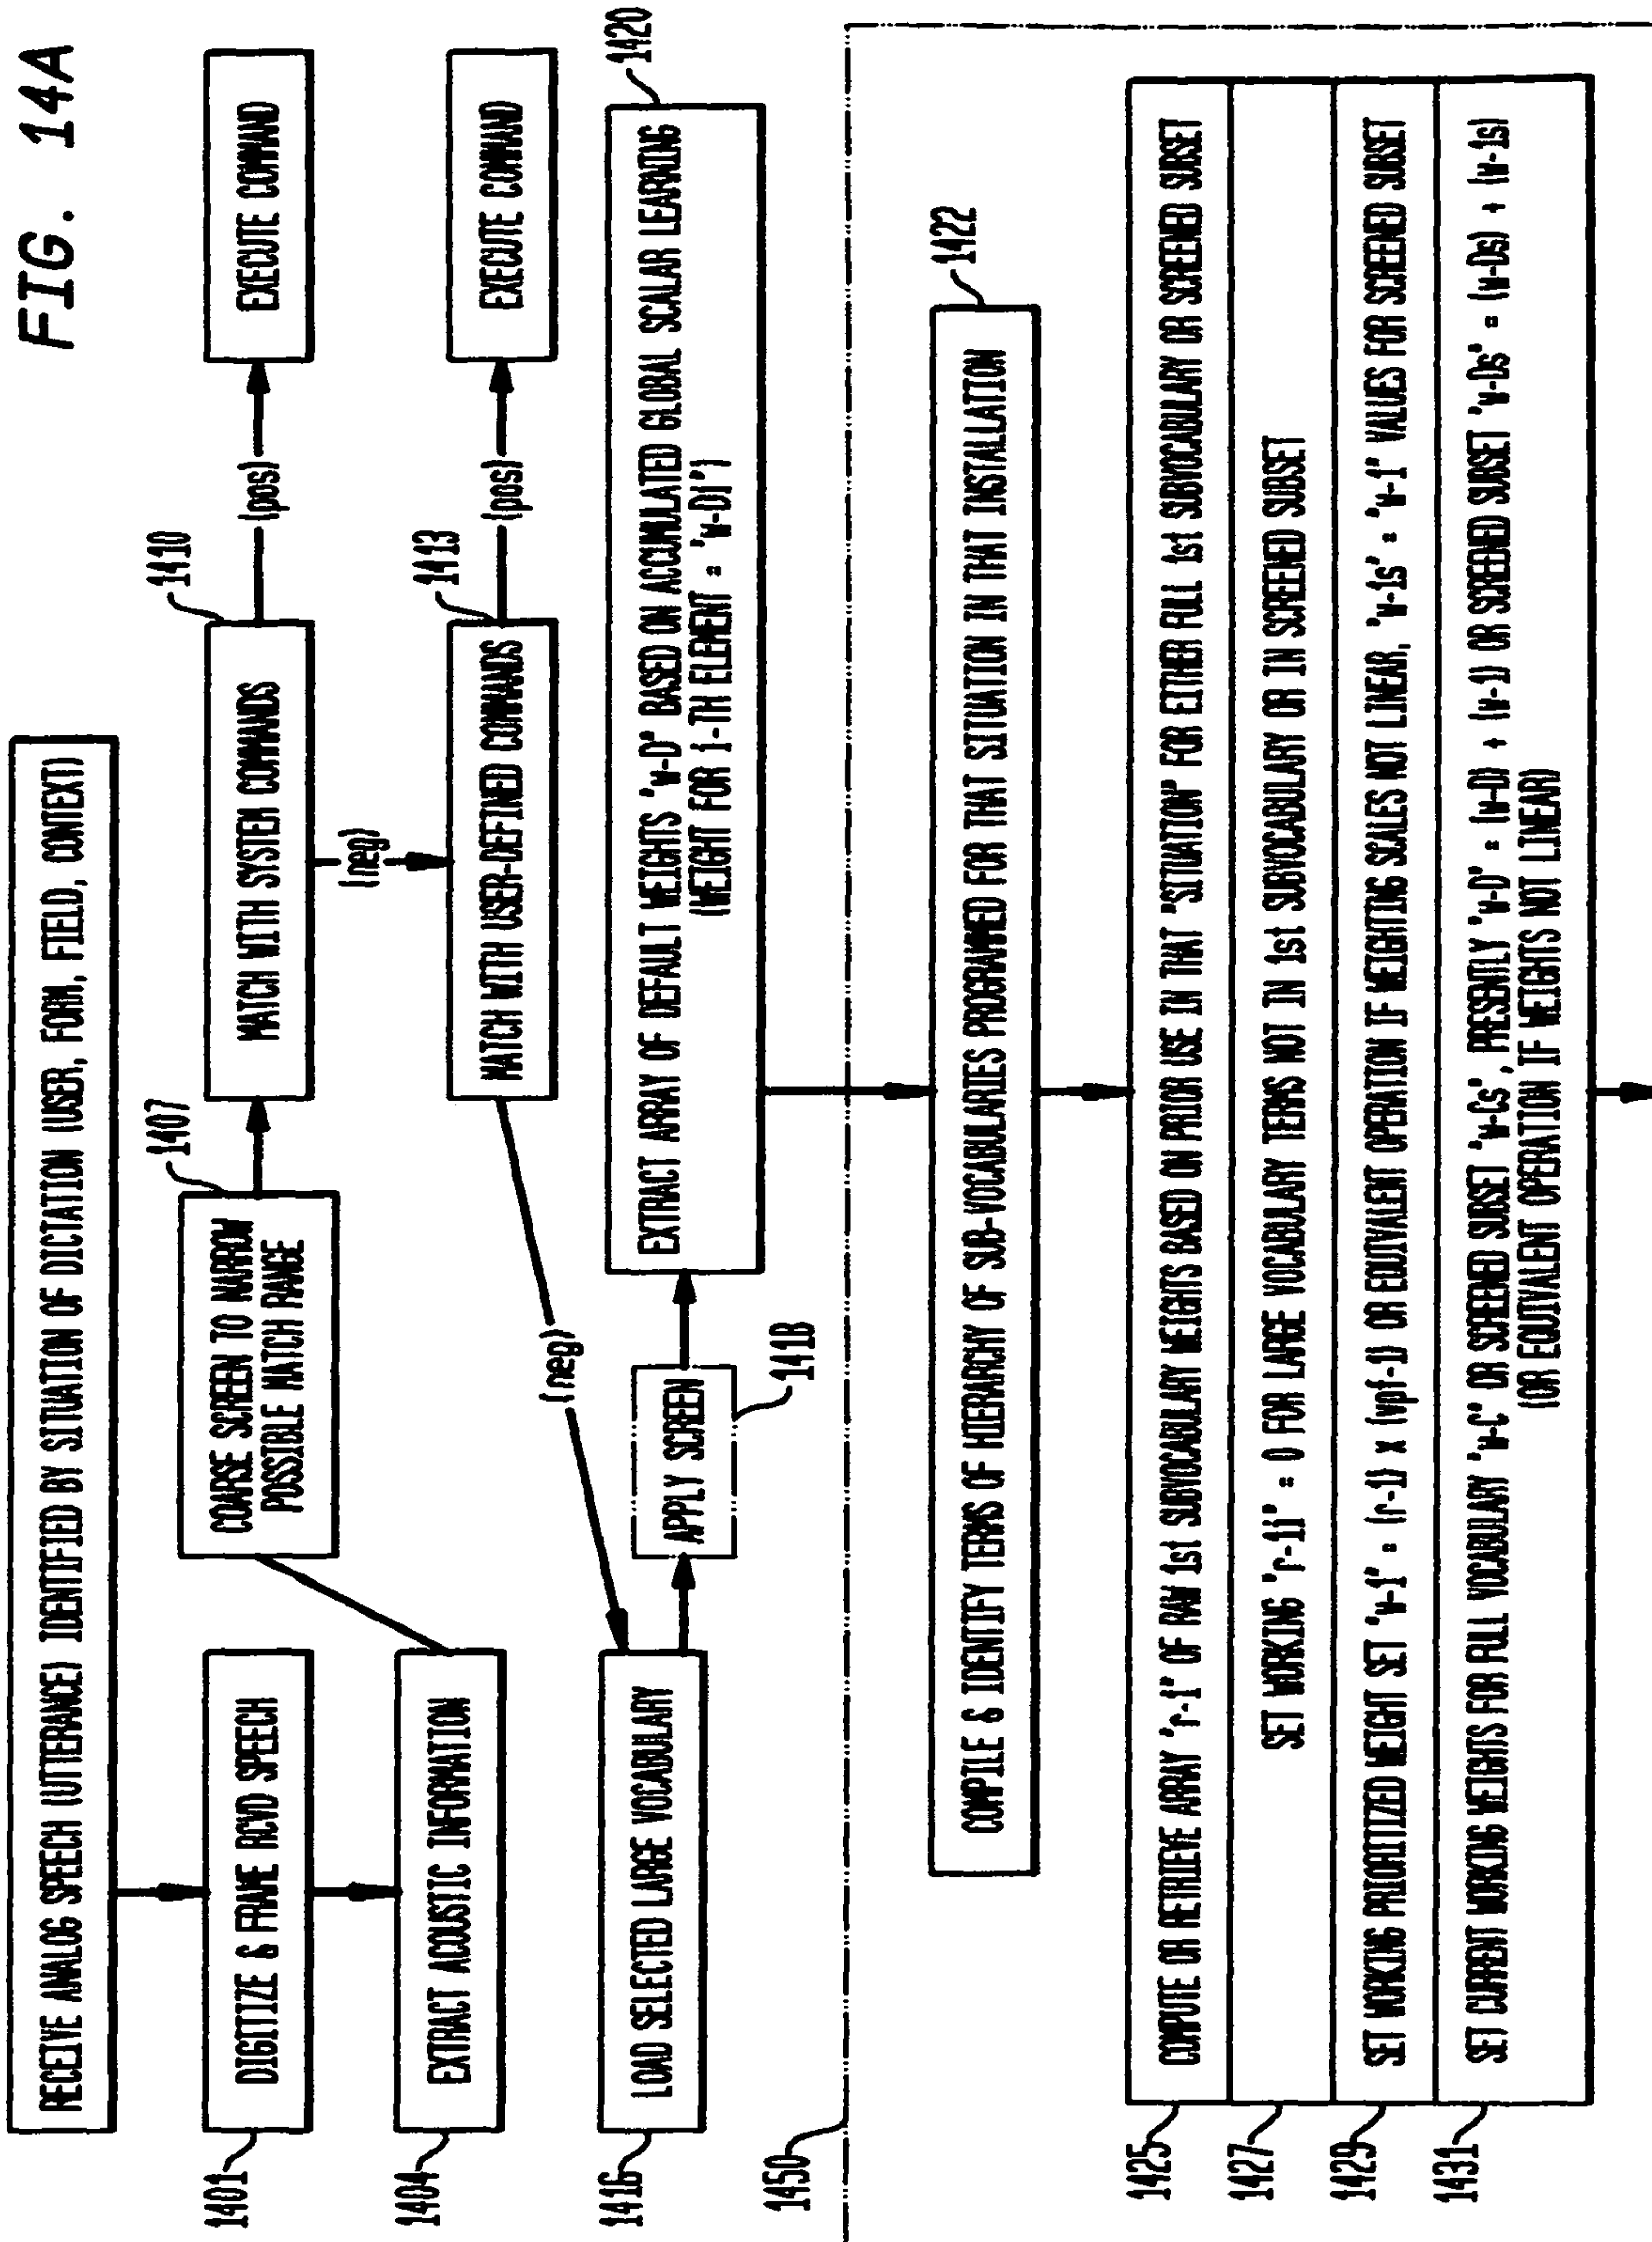 FIG. 14A
RECEIVE ANALOG SPEECH (UTTERANCE) IDENTIFIED BY SITUATION OF DICTATION (USER, FORM, FIELD, CONTEXT)
1401
DIGITIZE & FRAME RCVD SPEECH
1404
EXTRACT ACOUSTIC INFORMATION
1407
COARSE SCREEN TO NARROW
POSSIBLE MATCH RANGE
1410
MATCH WITH SYSTEM COMMANDS
(pos)
EXECUTE COMMAND
(neg)
1413
MATCH WITH USER-DEFINED COMMANDS
(pos)
EXECUTE COMMAND
(neg)
1416
LOAD SELECTED LARGE VOCABULARY
APPLY SCREEN
141B
1420
EXTRACT ARRAY OF DEFAULT WEIGHTS 'w-D' BASED ON ACCUMULATED GLOBAL SCALAR LEARNING
(WEIGHT FOR i-TH ELEMENT = 'w-Di')
1450
1422
COMPILE & IDENTIFY TERMS OF HIERARCHY OF SUB-VOCABULARIES PROGRAMMED FOR THAT SITUATION IN THAT INSTALLATION
1425
COMPUTE OR RETRIEVE ARRAY 'r-1' OF RAW 1st SUBVOCABULARY WEIGHTS BASED ON PRIOR USE IN THAT "SITUATION" FOR EITHER FULL 1st SUBVOCABULARY OR SCREENED SUBSET
1427
SET WORKING 'r-1i' = 0 FOR LARGE VOCABULARY TERMS NOT IN 1st SUBVOCABULARY OR IN SCREENED SUBSET
1429
SET WORKING PRIORITIZED WEIGHT SET 'w-1' = (r-1) x (vpf-1) OR EQUIVALENT OPERATION IF WEIGHTING SCALES NOT LINEAR, 'w-1s' = 'w-1' VALUES FOR SCREENED SUBSET
1431
SET CURRENT WORKING WEIGHTS FOR FULL VOCABULARY 'w-C' OR SCREENED SUBSET 'w-Cs', PRESENTLY 'w-D' = (w-D) + (w-1) OR SCREENED SUBSET 'w-Ds' = (w-Ds) + (w-1s)
(OR EQUIVALENT OPERATION IF WEIGHTS NOT LINEAR)